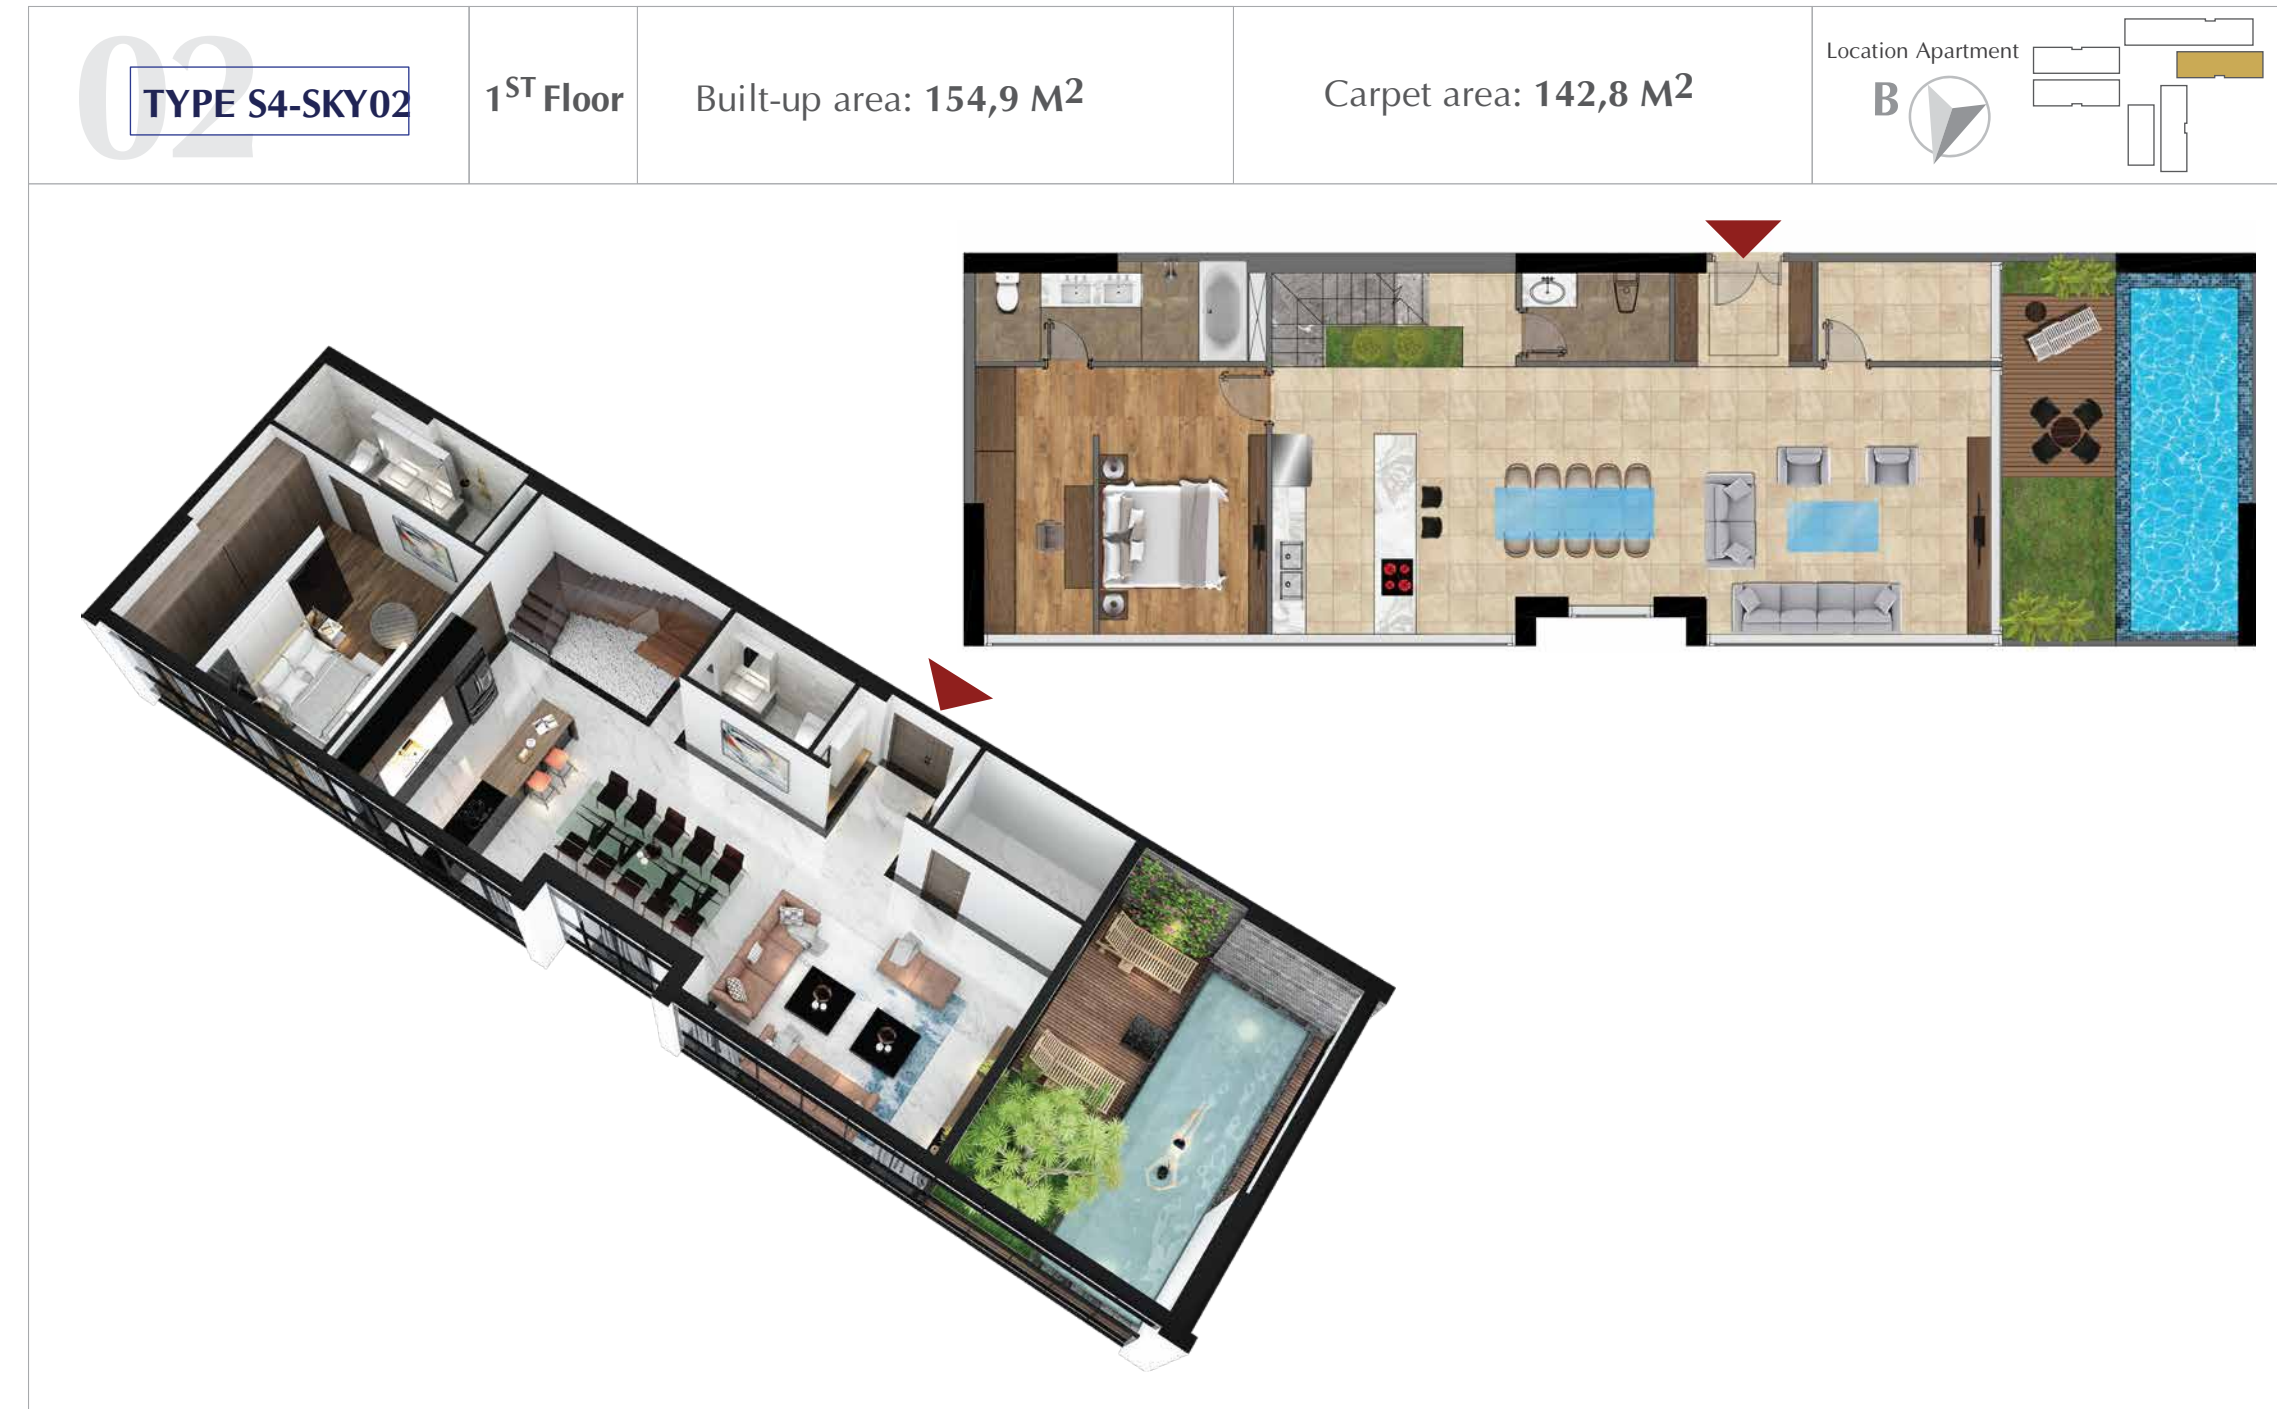 02
TYPE S4-SKY02
1ST Floor
Built-up area: 154,9 M2
Carpet area: 142,8 M2
Location Apartment
B